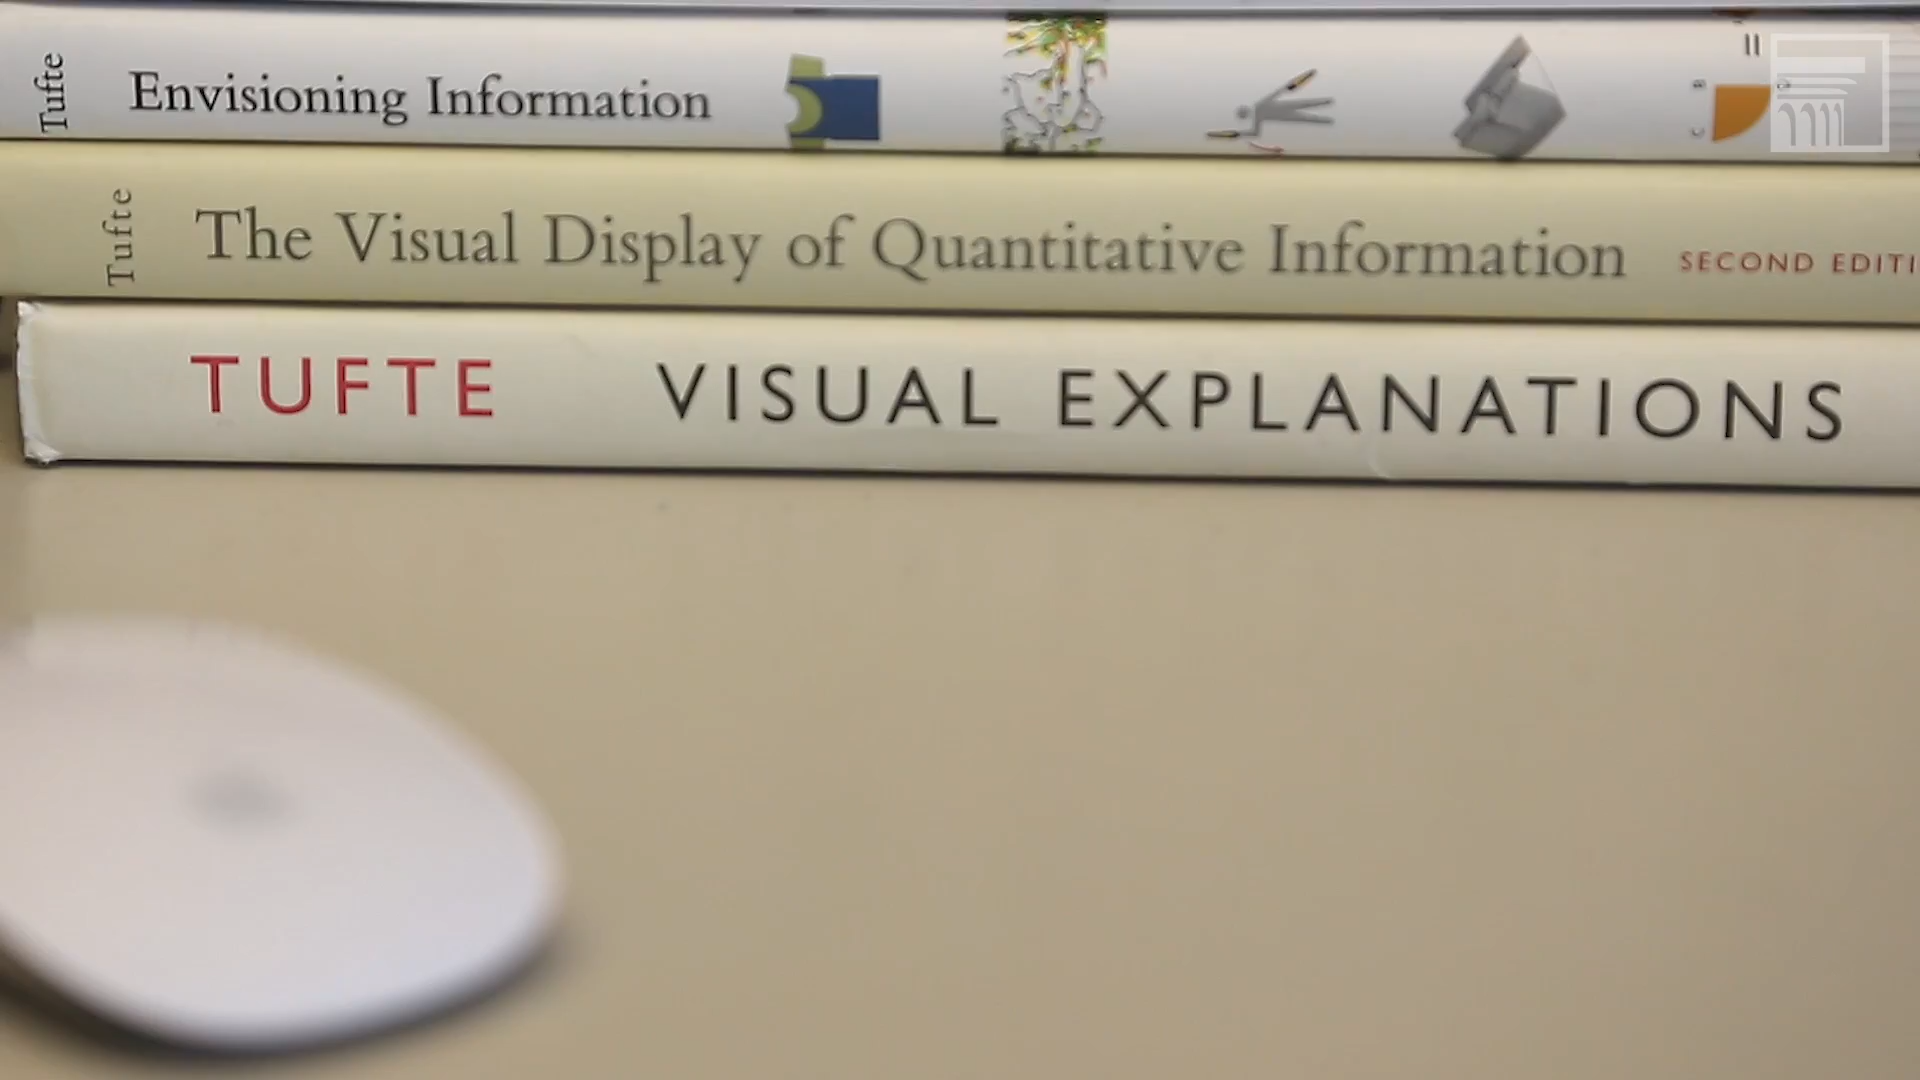 Tufte Envisioning Information
Tufte The Visual Display of Quantitative Information SECOND EDITI
TUFTE VISUAL EXPLANATIONS